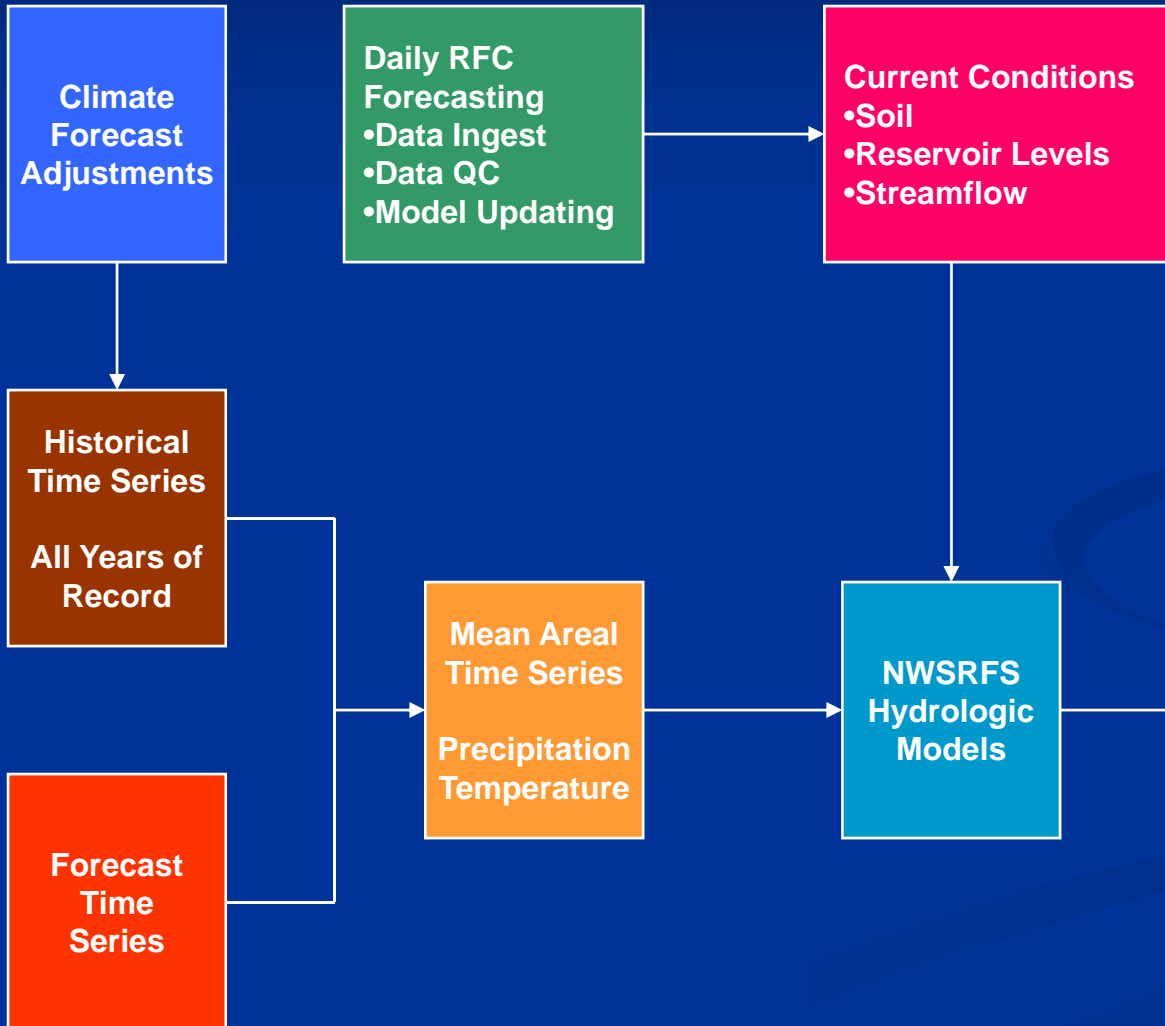 Climate
Forecast
Adjustments
Daily RFC
Forecasting
•Data Ingest
•Data QC
•Model Updating
Current Conditions
•Soil
•Reservoir Levels
•Streamflow
Historical
Time Series
All Years of
Record
Mean Areal
Time Series
Precipitation
Temperature
NWSRFS
Hydrologic
Models
Forecast
Time
Series